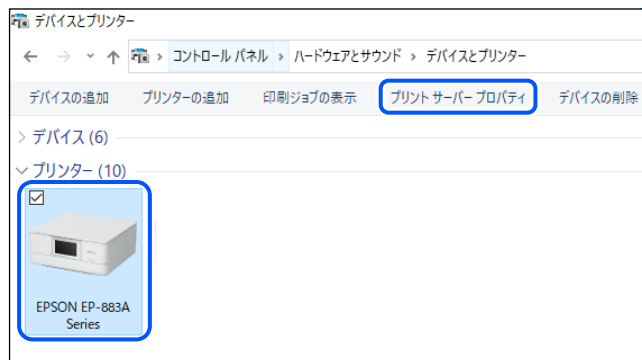 デバイスとプリンター
コントロール パネル › ハードウェアとサウンド › デバイスとプリンター
デバイスの追加 プリンターの追加 印刷ジョブの表示 プリント サーバー プロパティ デバイスの削除
デバイス (6)
プリンター (10)
EPSON EP-883A
Series